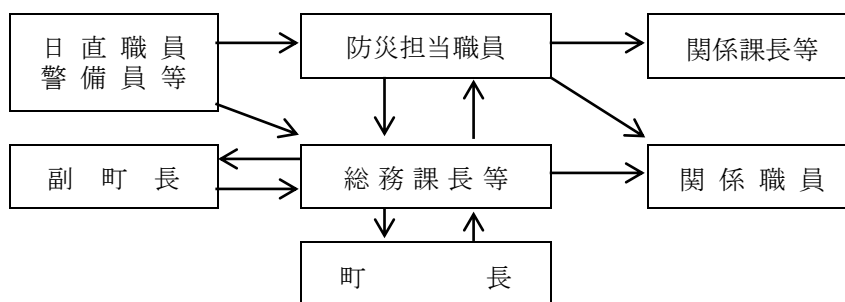 日直職員
警備員等
防災担当職員
関係課長等
副町長
総務課長等
関係職員
町長